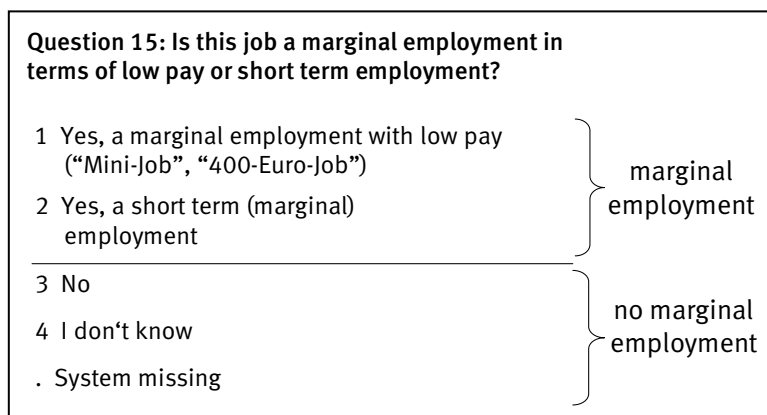 Question 15: Is this job a marginal employment in
terms of low pay or short term employment?
1 Yes, a marginal employment with low pay
(“Mini-Job”, “400-Euro-Job”)
2 Yes, a short term (marginal)
employment
marginal
employment
3 No
4 I don‘t know
. System missing
no marginal
employment